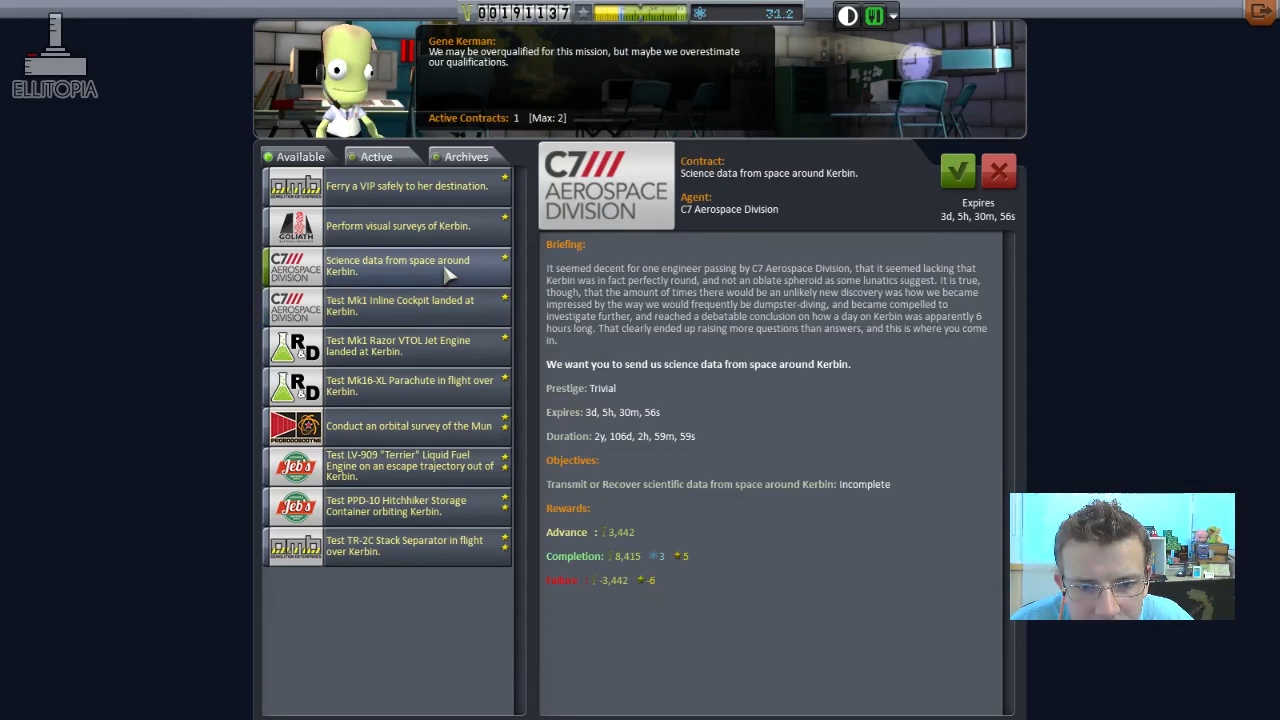 00191137
31.2
ELLITOPIA
Gene Kerman:
We may be overqualified for this mission, but maybe we overestimate
our qualifications.
Active Contracts: 1 [Max: 2]
Available
Active
Archives
Ferry a VIP safely to her destination.
GOLIATH
Perform visual surveys of Kerbin.
C7///
AEROSPACE
DIVISION
Science data from space around
Kerbin.
C7///
AEROSPACE
DIVISION
Test Mk1 Inline Cockpit landed at
Kerbin.
R&D
Test Mk1 Razor VTOL Jet Engine
landed at Kerbin.
R&D
Test Mk16-XL Parachute in flight over
Kerbin.
Conduct an orbital survey of the Mun
Jeb's
Test LV-909 "Terrier" Liquid Fuel
Engine on an escape trajectory out of
Kerbin.
Jeb's
Test PPD-10 Hitchhiker Storage
Container orbiting Kerbin.
Test TR-2C Stack Separator in flight
over Kerbin.
C7///
AEROSPACE
DIVISION
Contract:
Science data from space around Kerbin.
Agent:
C7 Aerospace Division
Expires
3d, 5h, 30m, 56s
Briefing:
It seemed decent for one engineer passing by C7 Aerospace Division, that it seemed lacking that
Kerbin was in fact perfectly round, and not an oblate spheroid as some lunatics suggest. It is true,
though, that the amount of times there would be an unlikely new discovery was how we became
impressed by the way we would frequently be dumpster-diving, and became compelled to
investigate further, and reached a debatable conclusion on how a day on Kerbin was apparently 6
hours long. That clearly ended up raising more questions than answers, and this is where you come
in.
We want you to send us science data from space around Kerbin.
Prestige: Trivial
Expires: 3d, 5h, 30m, 56s
Duration: 2y, 106d, 2h, 59m, 59s
Objectives:
Transmit or Recover scientific data from space around Kerbin: Incomplete
Rewards:
Advance : 3,442
Completion: 8,415 3 5
Failure : -3,442 -6